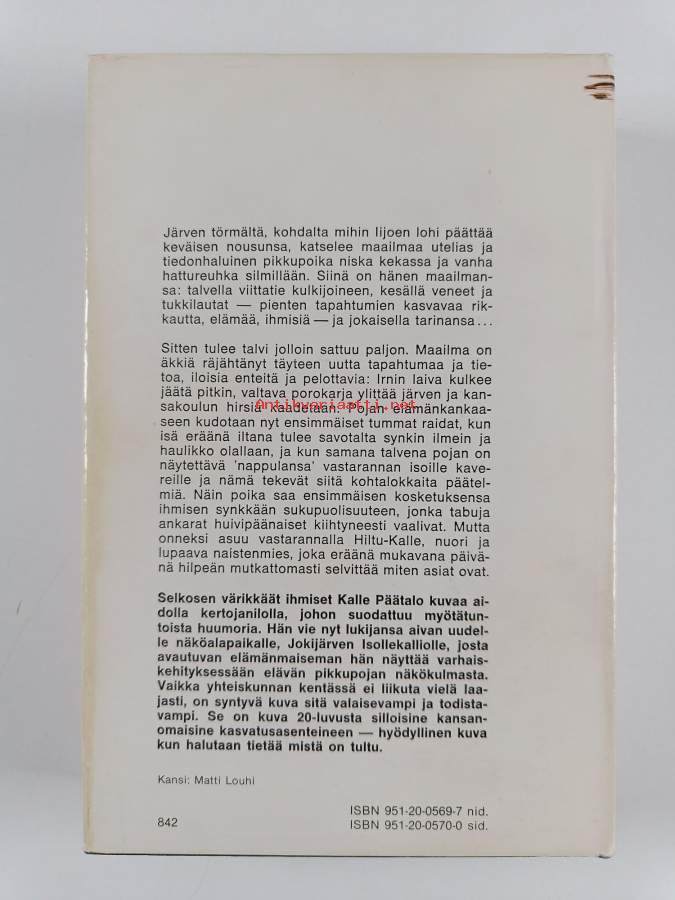 Järven törmältä, kohdalta mihin Iijoen lohi päättää
keväisen nousunsa, katselee maailmaa utelias ja
tiedonhaluinen pikkupoika niska kekassa ja vanha
hattureuhka silmillään. Siinä on hänen maailman-
sa: talvella viittatie kulkijoineen, kesällä veneet ja
tukkilautat — pienten tapahtumien kasvavaa rik-
kautta, elämää, ihmisiä — ja jokaisella tarinansa...
Sitten tulee talvi jolloin sattuu paljon. Maailma on
äkkiä räjähtänyt täyteen uutta tapahtumaa ja tie-
toa, iloisia enteitä ja pelottavia: Irnin laiva kulkee
jäätä pitkin, valtava porokarja ylittää järven ja kan-
sakoulun hirsiä kaadetaan. Pojan elämänkankaa-
Antikvariaatti.net
seen kudotaan nyt ensimmäiset tummat raidat, kun
isä eräänä iltana tulee savotalta synkin ilmein ja
haulikko olallaan, ja kun samana talvena pojan on
näytettävä 'nappulansa' vastarannan isoille kave-
reille ja nämä tekevät siitä kohtalokkaita päätel-
miä. Näin poika saa ensimmäisen kosketuksensa
ihmisen synkkään sukupuolisuuteen, jonka tabuja
ankarat huivipäänaiset kiihtyneesti vaalivat. Mutta
onneksi asuu vastarannalla Hiltu-Kalle, nuori ja
lupaava naistenmies, joka eräänä mukavana päivä-
nä hilpeän mutkattomasti selvittää miten asiat ovat.
Selkosen värikkäät ihmiset Kalle Päätalo kuvaa ai-
dolla kertojanilolla, johon suodattuu myötätun-
toista huumoria. Hän vie nyt lukijansa aivan uudel-
le näköalapaikalle, Jokijärven Isollekalliolle, josta
avautuvan elämänmaiseman hän näyttää varhais-
kehityksessään elävän pikkupojan näkökulmasta.
Vaikka yhteiskunnan kentässä ei liikuta vielä laa-
jasti, on syntyvä kuva sitä valaisevampi ja todista-
vampi. Se on kuva 20-luvusta silloisine kansan-
omaisine kasvatusasenteineen — hyödyllinen kuva
kun halutaan tietää mistä on tultu.
Kansi: Matti Louhi
ISBN 951-20-0569-7 nid.
842 ISBN 951-20-0570-0 sid.